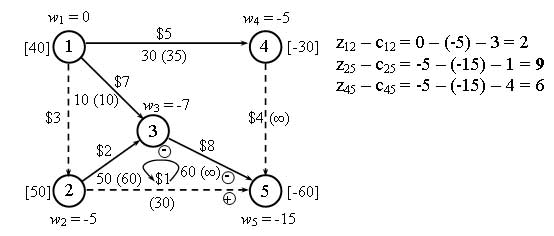 w₁ = 0
w₄ = -5
$5
[40] 1
4 [-30]
30 (35)
z₁₂ – c₁₂ = 0 – (-5) – 3 = 2
z₂₅ – c₂₅ = -5 – (-15) – 1 = 9
z₄₅ – c₄₅ = -5 – (-15) – 4 = 6
$7
10 (10)
w₃ = -7
$3
3
$4 (∞)
$2
$8
-
50 (60)
$1
60 (∞)
-
[50] 2
(30)
+
5 [-60]
w₂ = -5
w₅ = -15